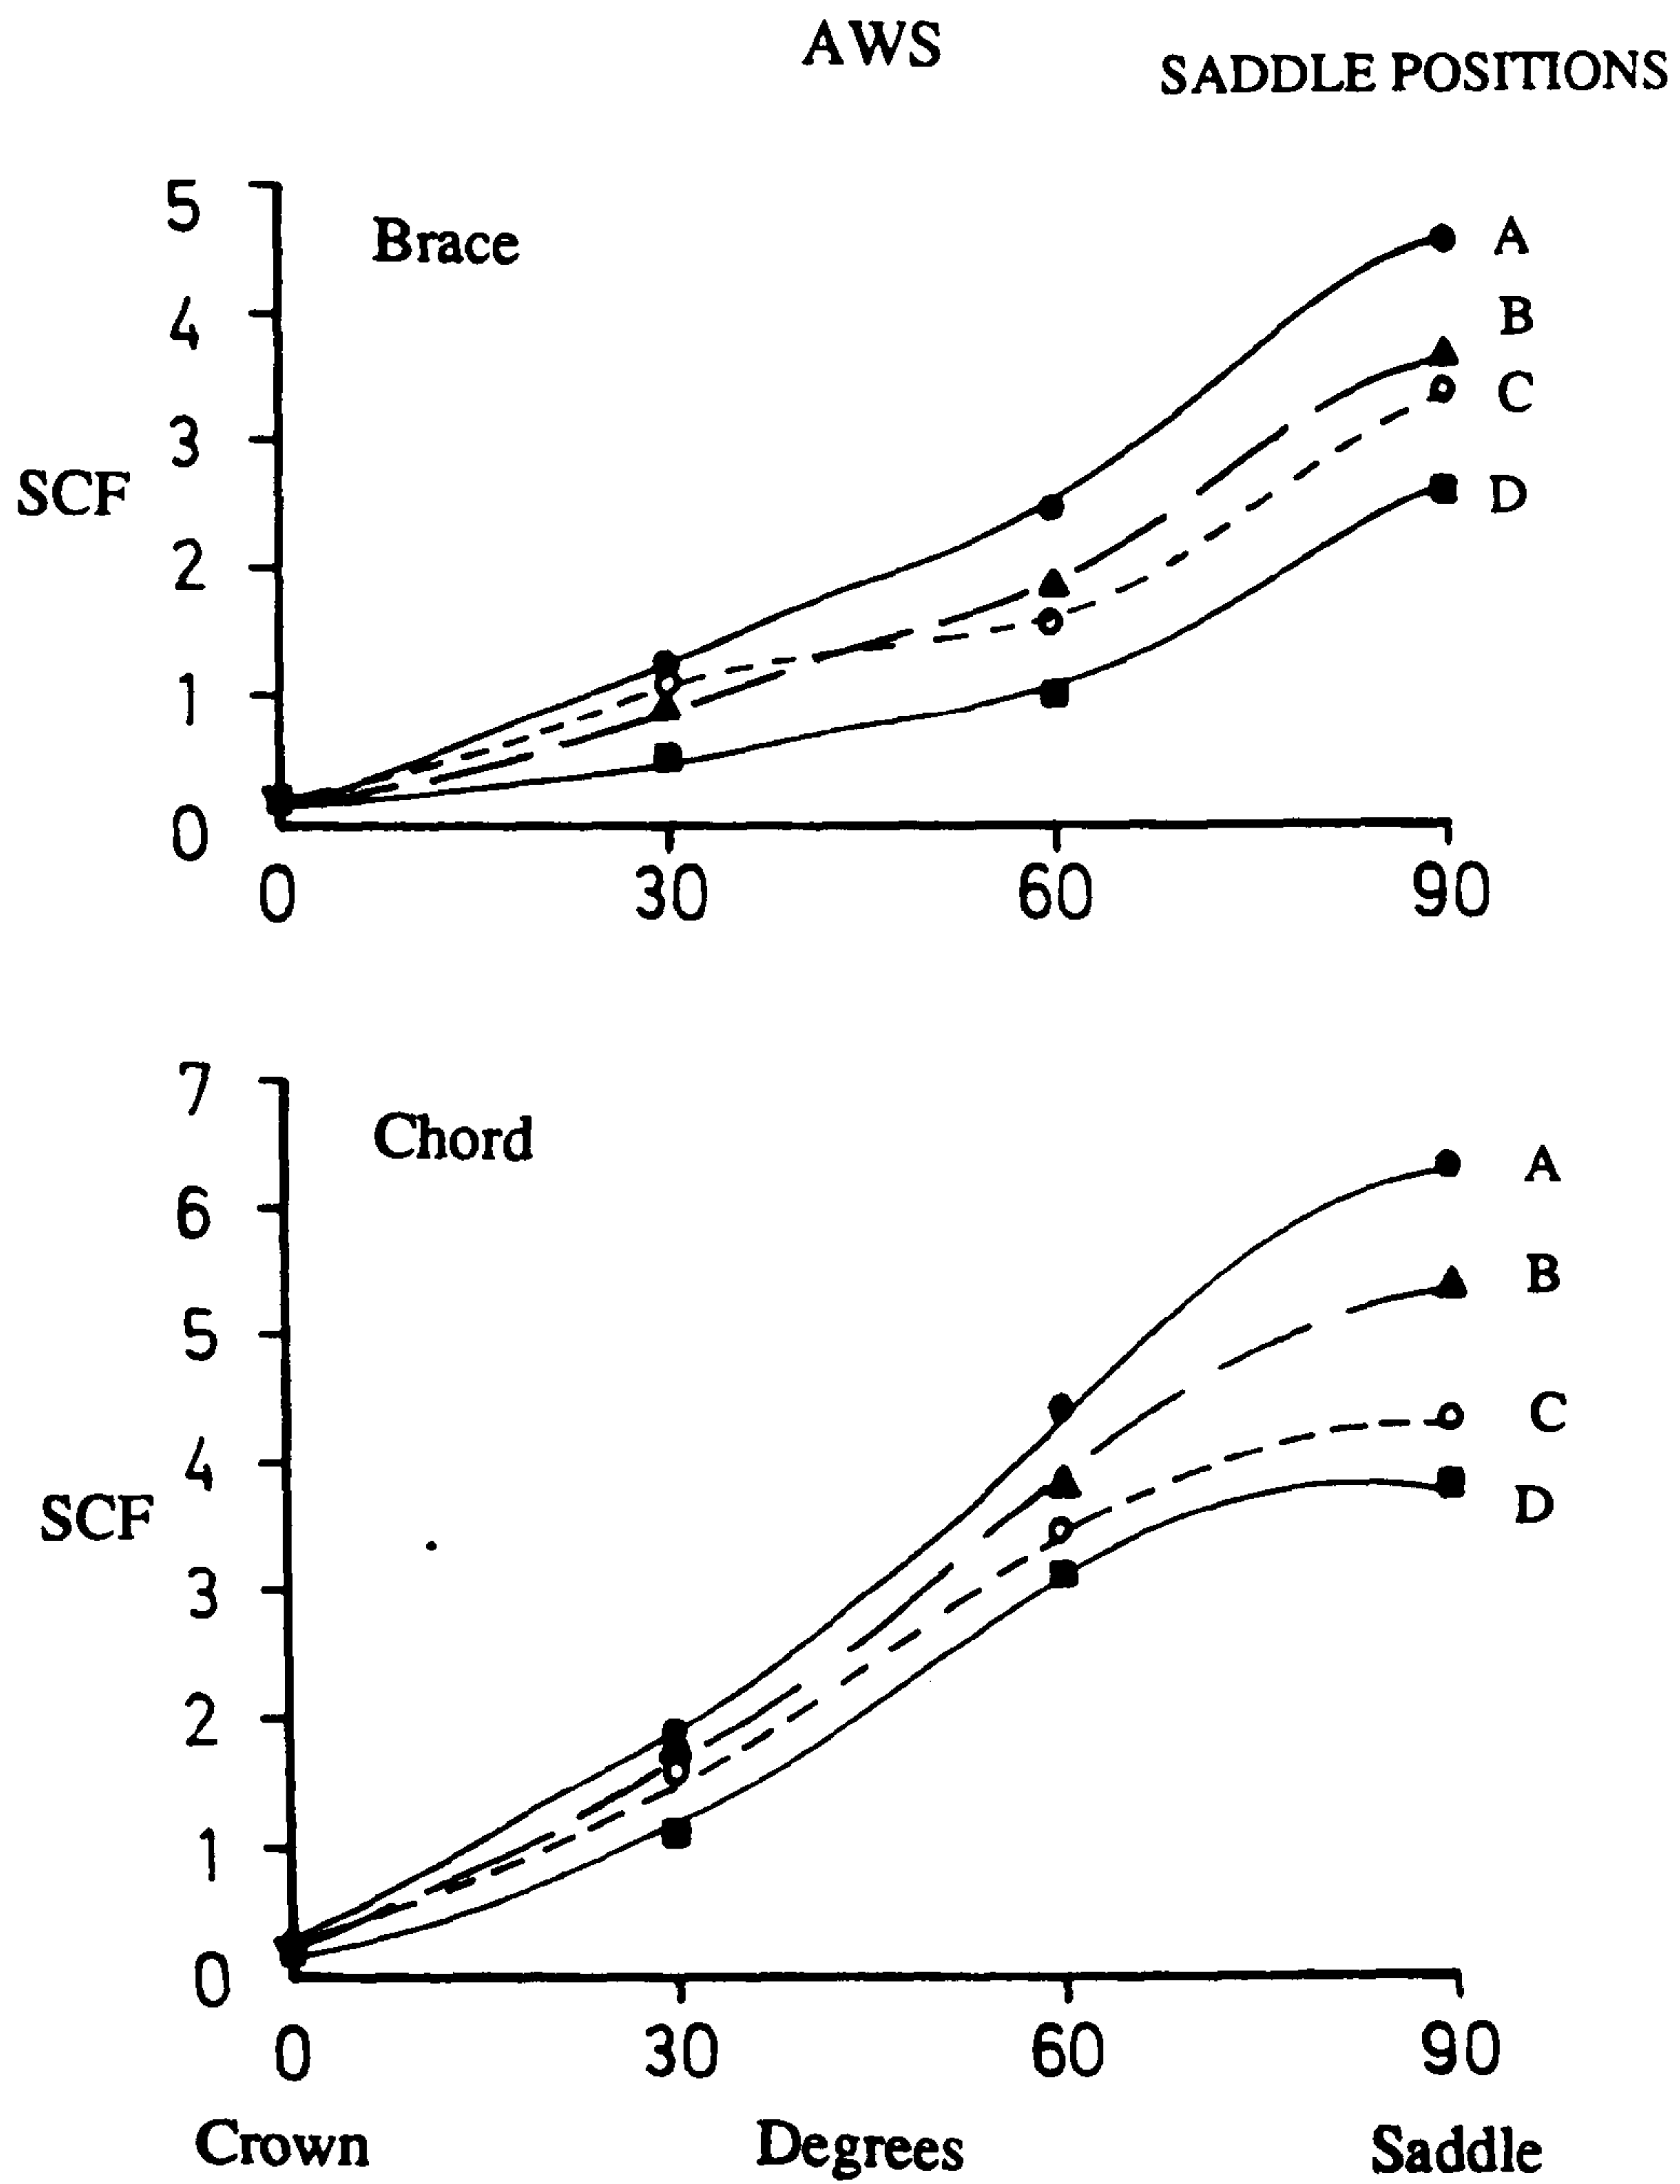 AWS
SADDLE POSITIONS
5
Brace
A
4
B
C
3
SCF
D
2
1
0
0 30 60 90
7
Chord
A
6
B
5
C
4
SCF
D
3
2
1
0
0 30 60 90
Crown Degrees Saddle